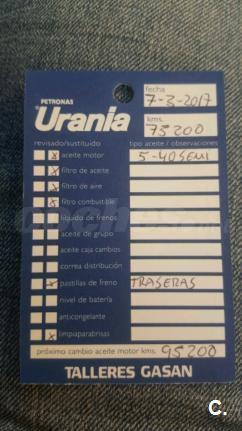 fecha
7-3-2017
PETRONAS
Urania
kms.
75200
revisado/sustituido
tipo aceite / observaciones
x aceite motor 5-40 SEMI
x filtro de aceite
x filtro de aire
x filtro combustible
líquido de frenos
aceite de grupo
aceite caja cambios
correa distribución
x pastillas de freno TRASERAS
nivel de batería
anticongelante
x limpiaparabrisas
próximo cambio aceite motor kms. 95200
TALLERES GASAN
C.